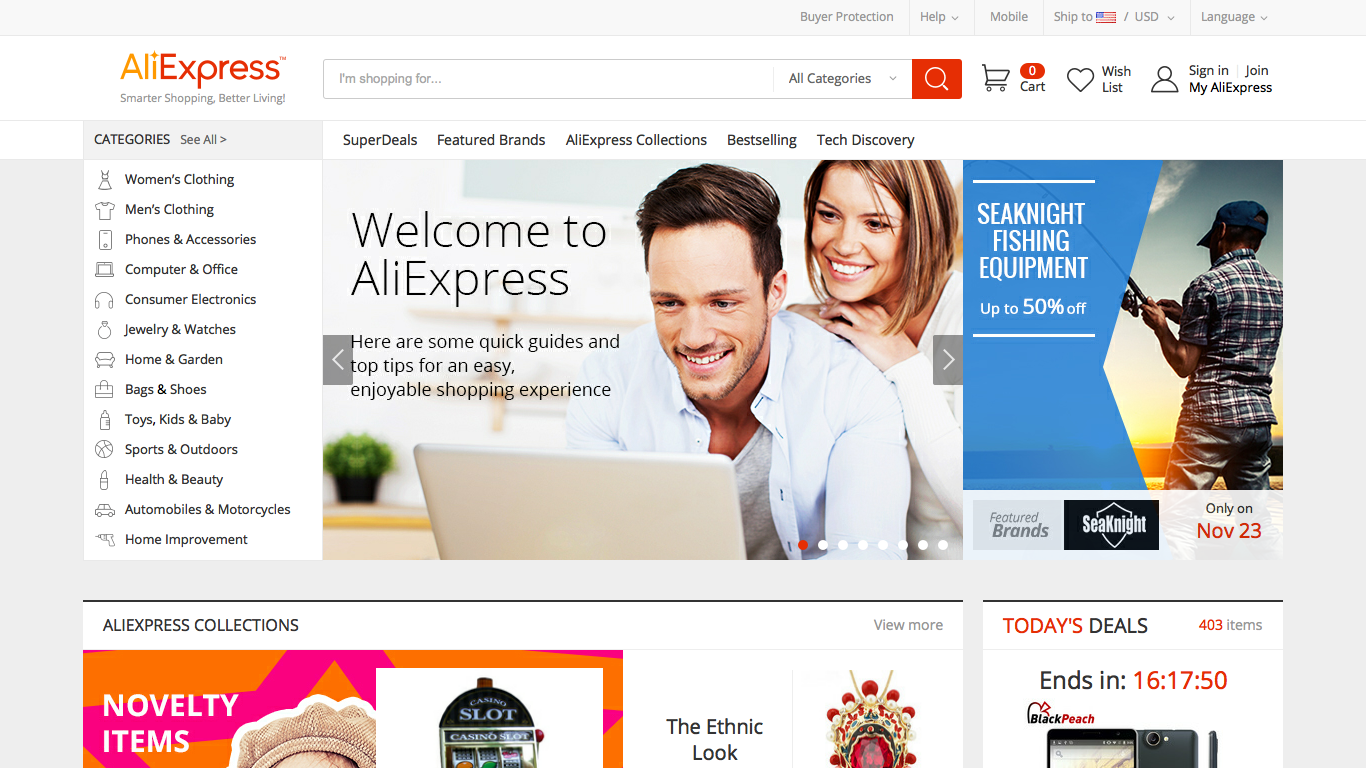 Buyer Protection
Help
Mobile
Ship to / USD
Language
AliExpress™
Smarter Shopping, Better Living!
I'm shopping for...
All Categories
0
Cart
Wish
List
Sign in
Join
My AliExpress
CATEGORIES See All >
SuperDeals
Featured Brands
AliExpress Collections
Bestselling
Tech Discovery
Women's Clothing
Men's Clothing
Phones & Accessories
Computer & Office
Consumer Electronics
Jewelry & Watches
Home & Garden
Bags & Shoes
Toys, Kids & Baby
Sports & Outdoors
Health & Beauty
Automobiles & Motorcycles
Home Improvement
Welcome to
AliExpress
Here are some quick guides and
top tips for an easy,
enjoyable shopping experience
SEAKNIGHT
FISHING
EQUIPMENT
Up to 50% off
Featured
Brands
SeaKnight
Only on
Nov 23
ALIEXPRESS COLLECTIONS
View more
NOVELTY
ITEMS
CASINO
SLOT
CASINO SLOT
The Ethnic
Look
TODAY'S DEALS
403 items
Ends in: 16:17:50
BlackPeach